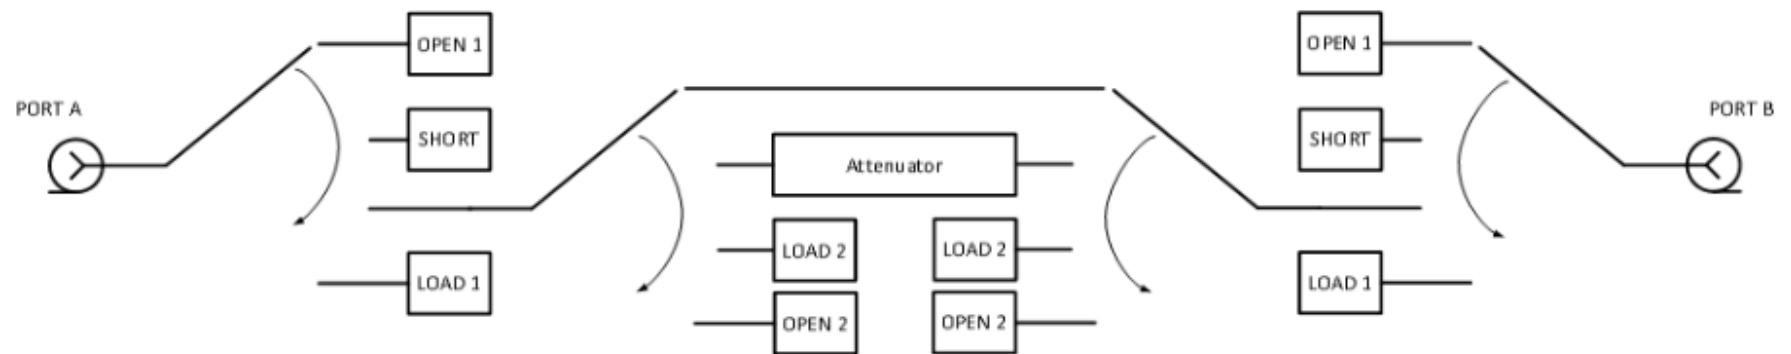 OPEN 1
OPEN 1
PORT A
PORT B
SHORT
SHORT
Attenuator
LOAD 2
LOAD 2
LOAD 1
LOAD 1
OPEN 2
OPEN 2